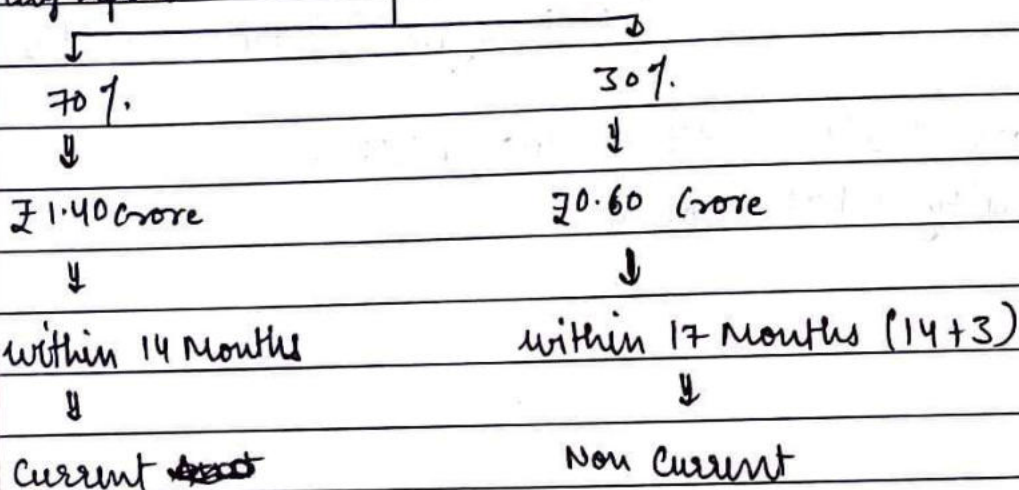 70 %. 30 %.
↓ ↓
₹1.40 Crore ₹0.60 Crore
↓ ↓
within 14 Months within 17 Months (14+3)
↓ ↓
Current Non Current